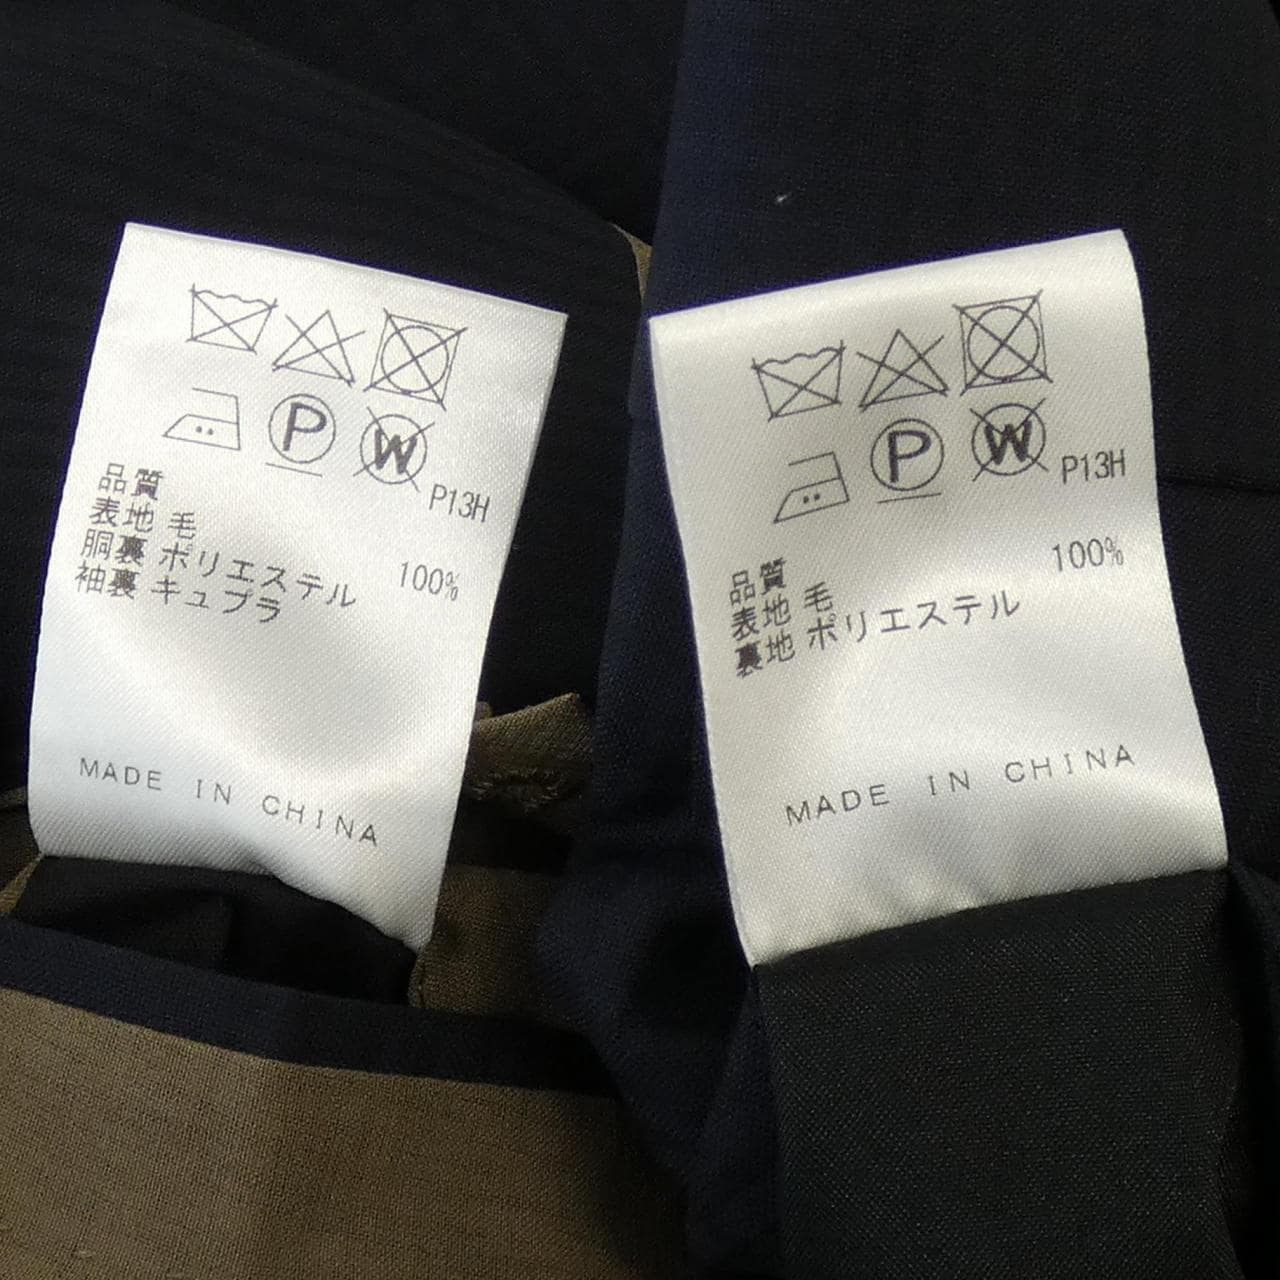 P
W
P13H
品質
表地 毛 100%
胴裏 ポリエステル
袖裏 キュプラ
MADE IN CHINA
P
W
P13H
品質
表地 毛 100%
裏地 ポリエステル
MADE IN CHINA